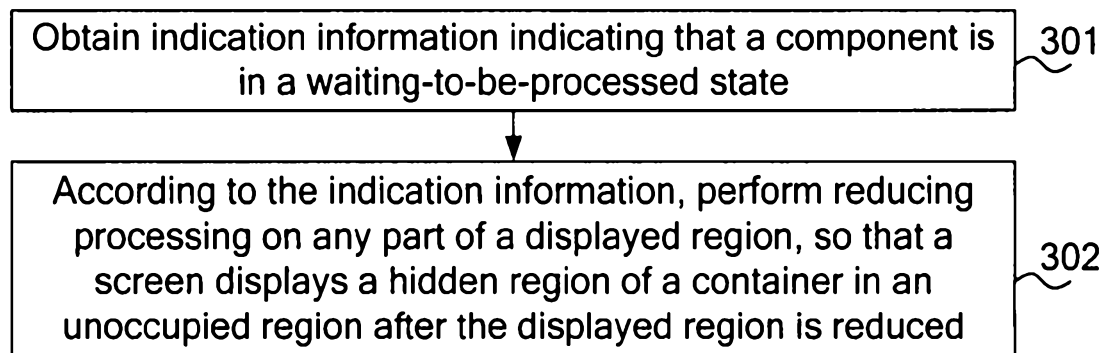 Obtain indication information indicating that a component is
in a waiting-to-be-processed state
301
According to the indication information, perform reducing
processing on any part of a displayed region, so that a
screen displays a hidden region of a container in an
unoccupied region after the displayed region is reduced
302